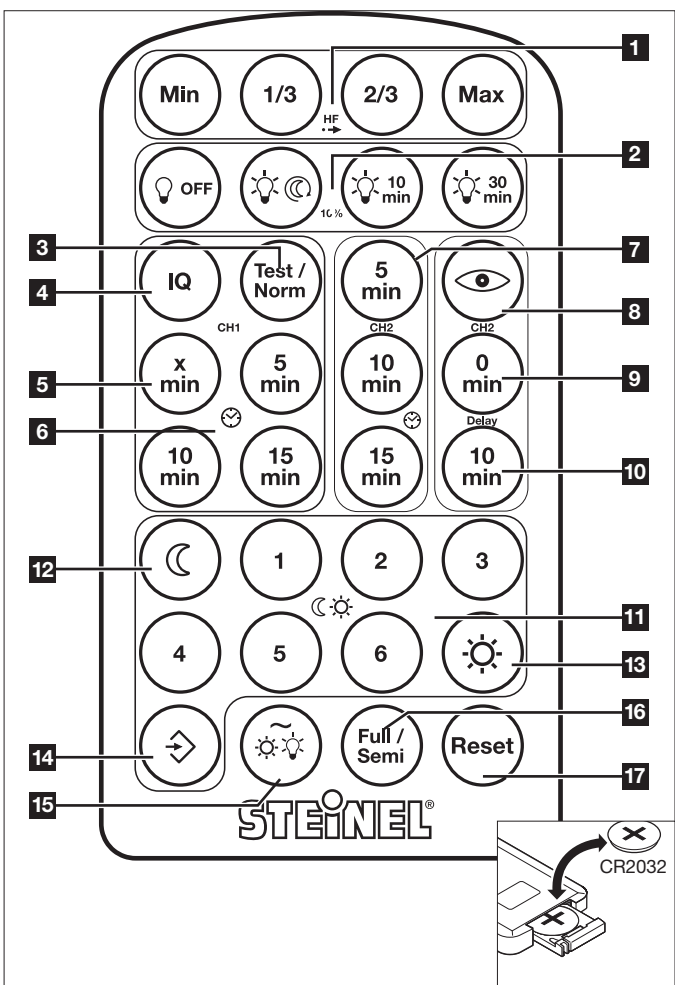 1
Min 1/3 2/3 Max
HF
2
OFF 10 min 30 min
3
IQ Test / Norm 5 min
7
4
8
CH1 CH2 CH2
x min 5 min 10 min 0 min
5
9
6
Delay
10 min 15 min 15 min 10 min
10
12
1 2 3
11
4 5 6
13
16
Full / Semi Reset
14
17
15
STEINEL®
CR2032